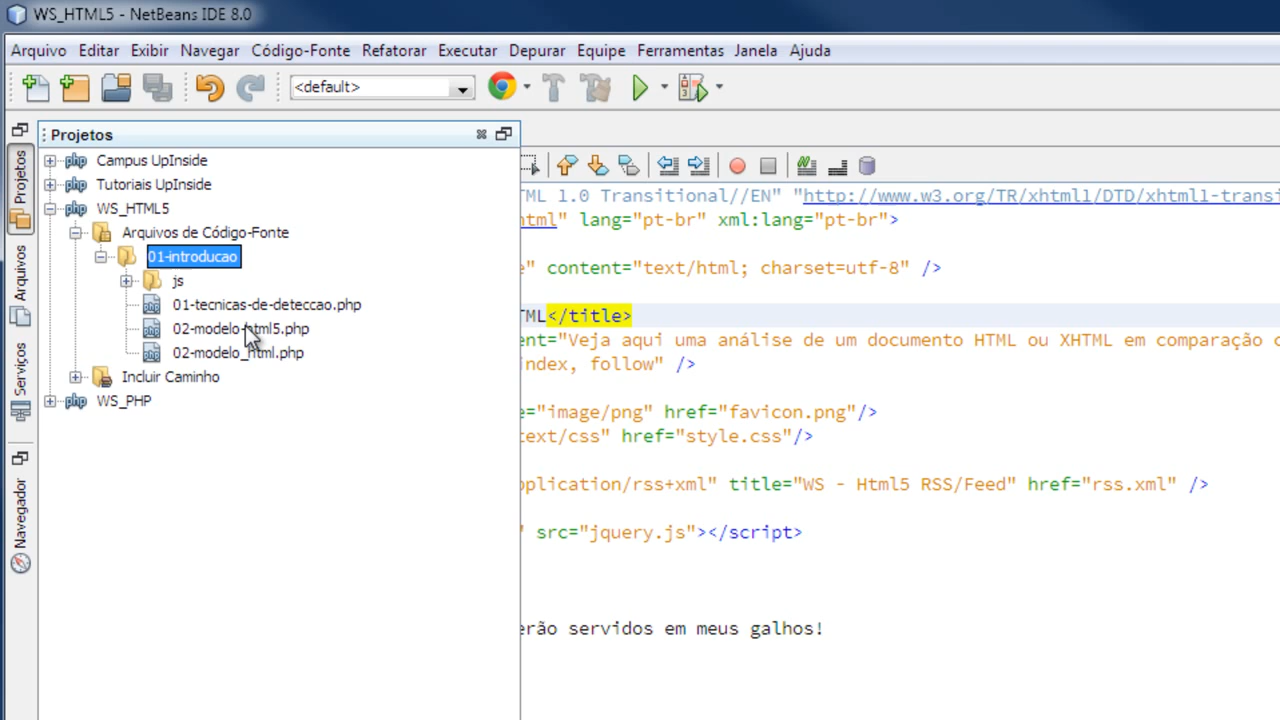 WS_HTML5 - NetBeans IDE 8.0
Arquivo Editar Exibir Navegar Código-Fonte Refatorar Executar Depurar Equipe Ferramentas Janela Ajuda
<default>
Projetos
Projetos
Arquivos
Serviços
Navegador
Campus UpInside
Tutoriais UpInside
WS_HTML5
Arquivos de Código-Fonte
01-introducao
js
01-tecnicas-de-deteccao.php
02-modelo-html5.php
02-modelo_html.php
Incluir Caminho
WS_PHP
TML 1.0 Transitional//EN" "http://www.w3.org/TR/xhtml1/DTD/xhtml1-transi
html" lang="pt-br" xml:lang="pt-br">
e" content="text/html; charset=utf-8" />
TML</title>
ent="Veja aqui uma análise de um documento HTML ou XHTML em comparação
index, follow" />
e="image/png" href="favicon.png"/>
text/css" href="style.css"/>
pplication/rss+xml" title="WS - Html5 RSS/Feed" href="rss.xml" />
" src="jquery.js"></script>
erão servidos em meus galhos!